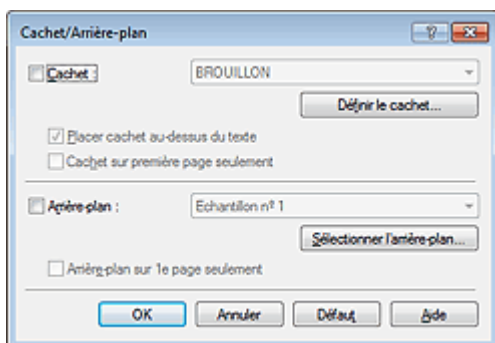 Cachet/Arrière-plan
Cachet : BROUILLON
Définir le cachet...
Placer cachet au-dessus du texte
Cachet sur première page seulement
Arrière-plan : Echantillon nº 1
Sélectionner l'arrière-plan...
Arrière-plan sur 1e page seulement
OK Annuler Défaut Aide